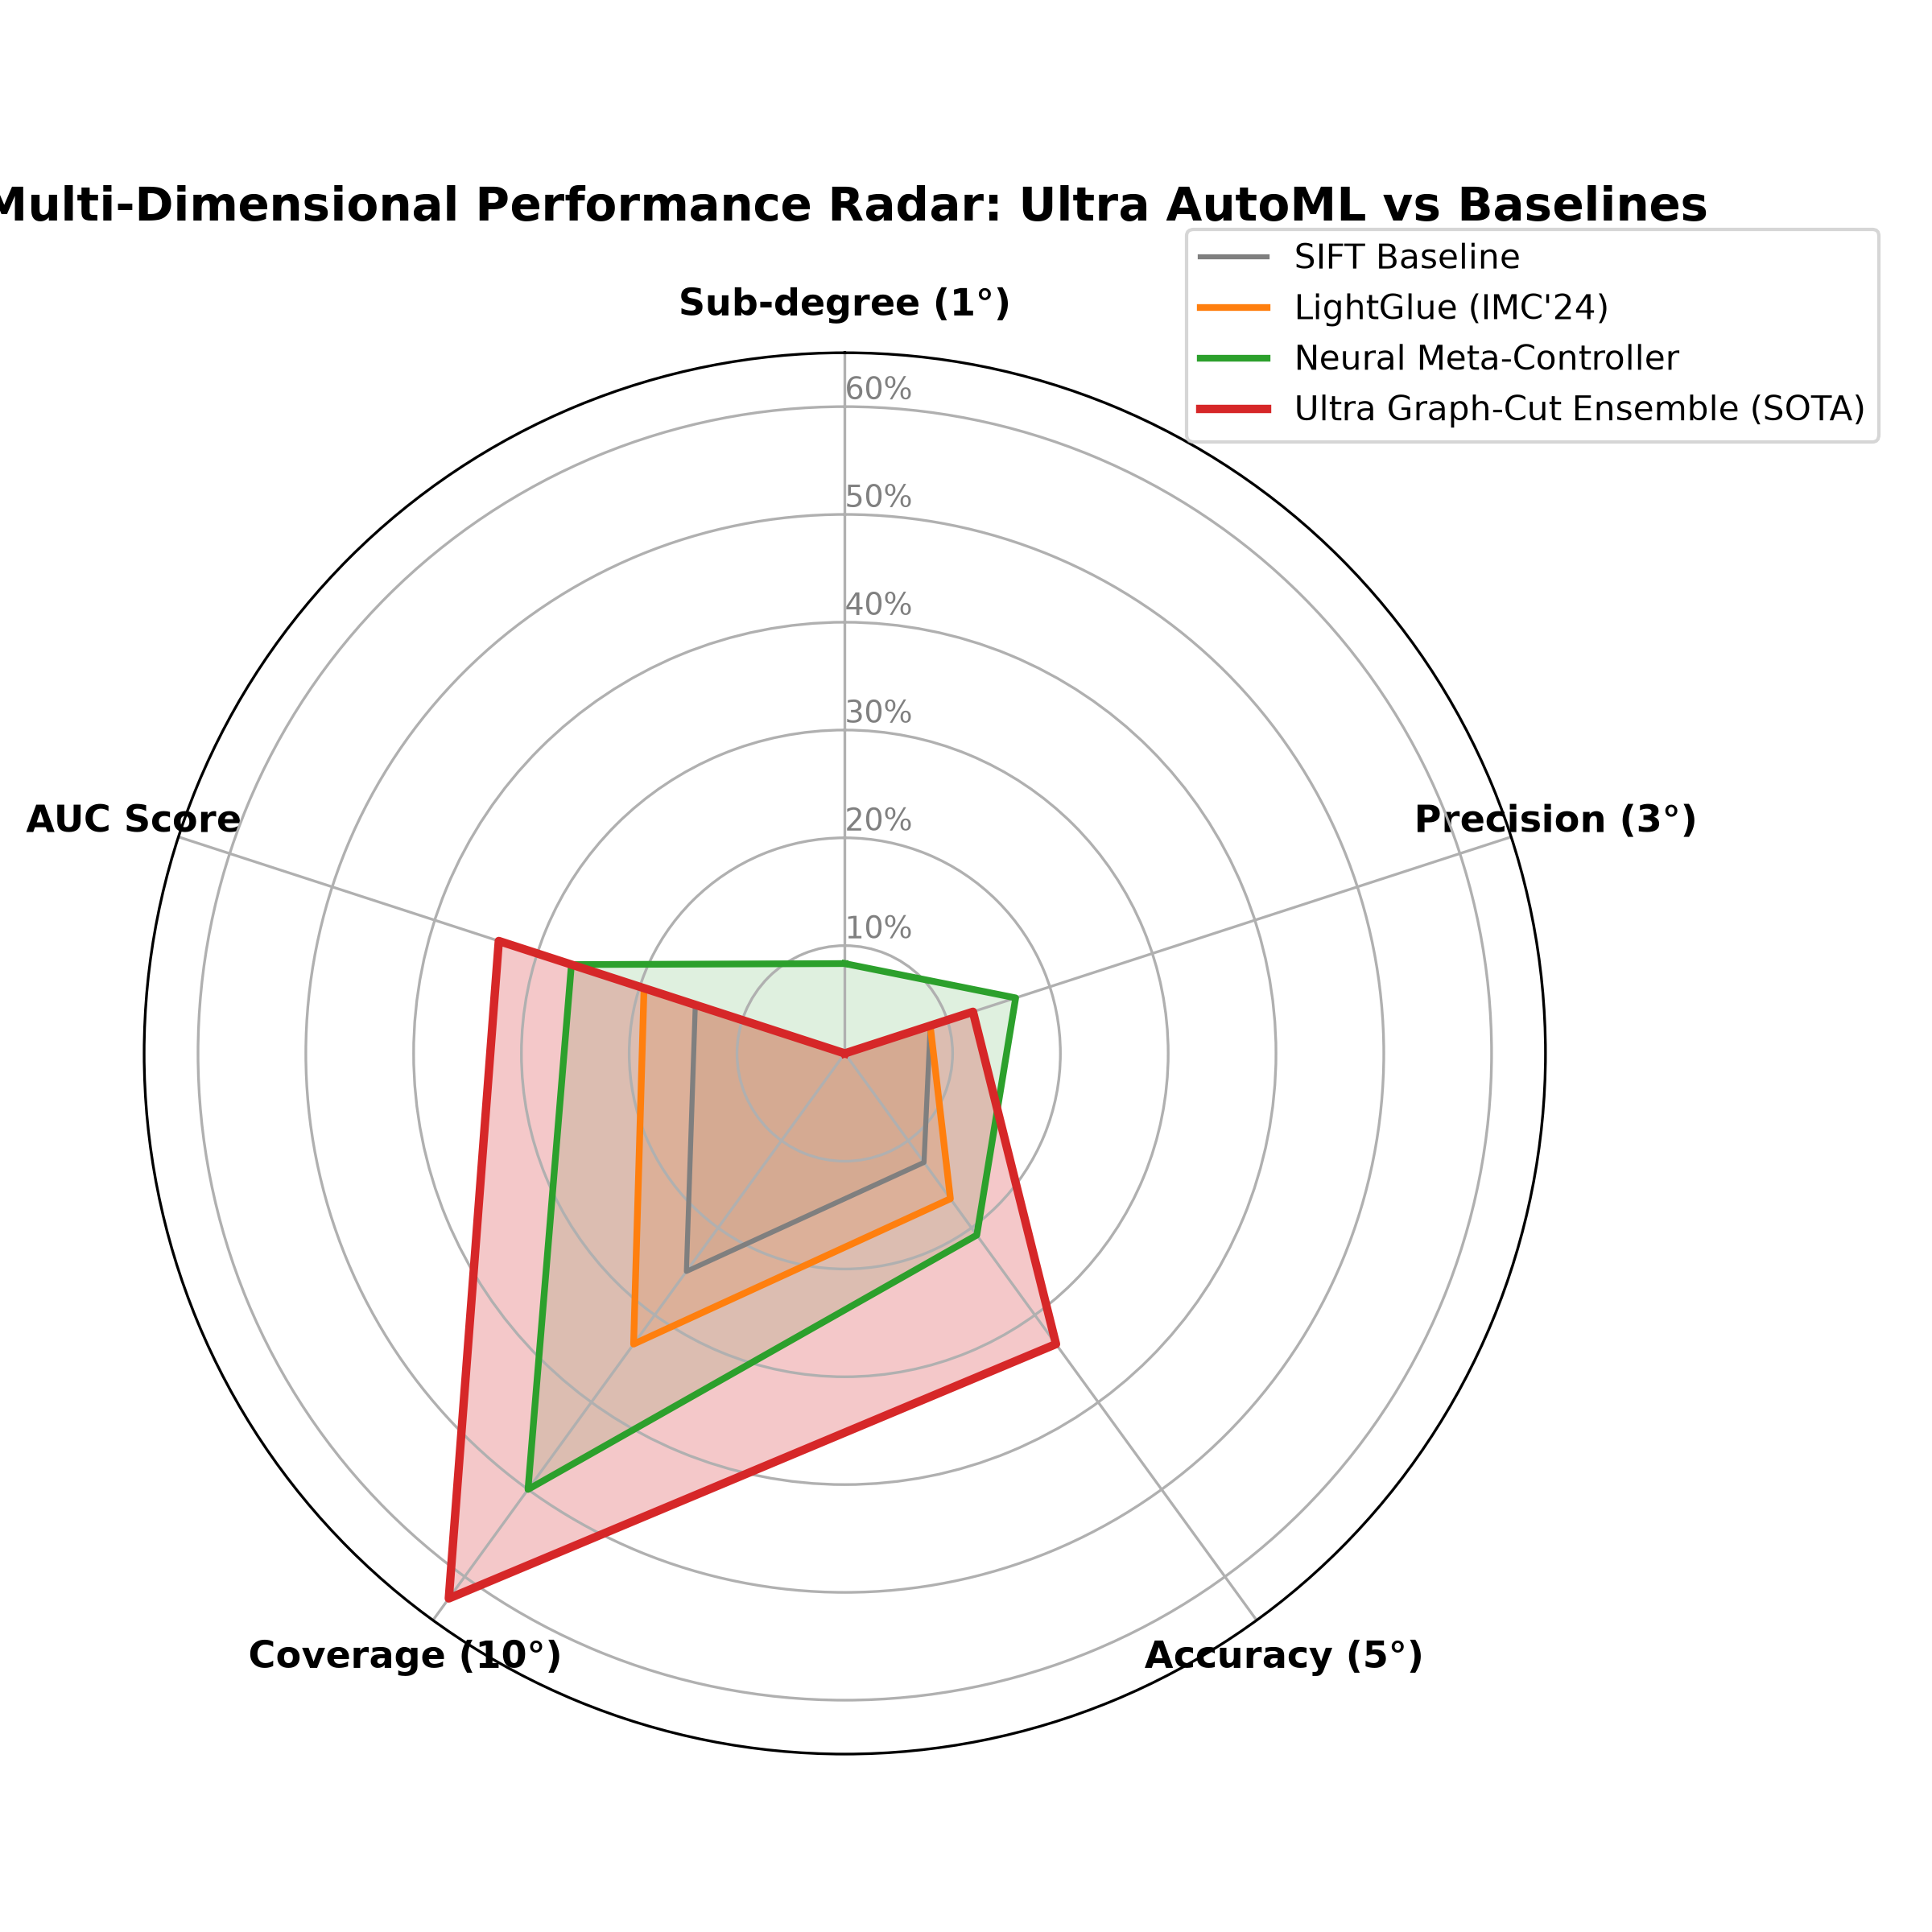 Multi-Dimensional Performance Radar: Ultra AutoML vs Baselines
SIFT Baseline
LightGlue (IMC'24)
Neural Meta-Controller
Ultra Graph-Cut Ensemble (SOTA)
Sub-degree (1°)
60%
50%
40%
30%
20%
10%
AUC Score
Precision (3°)
Coverage (10°)
Accuracy (5°)